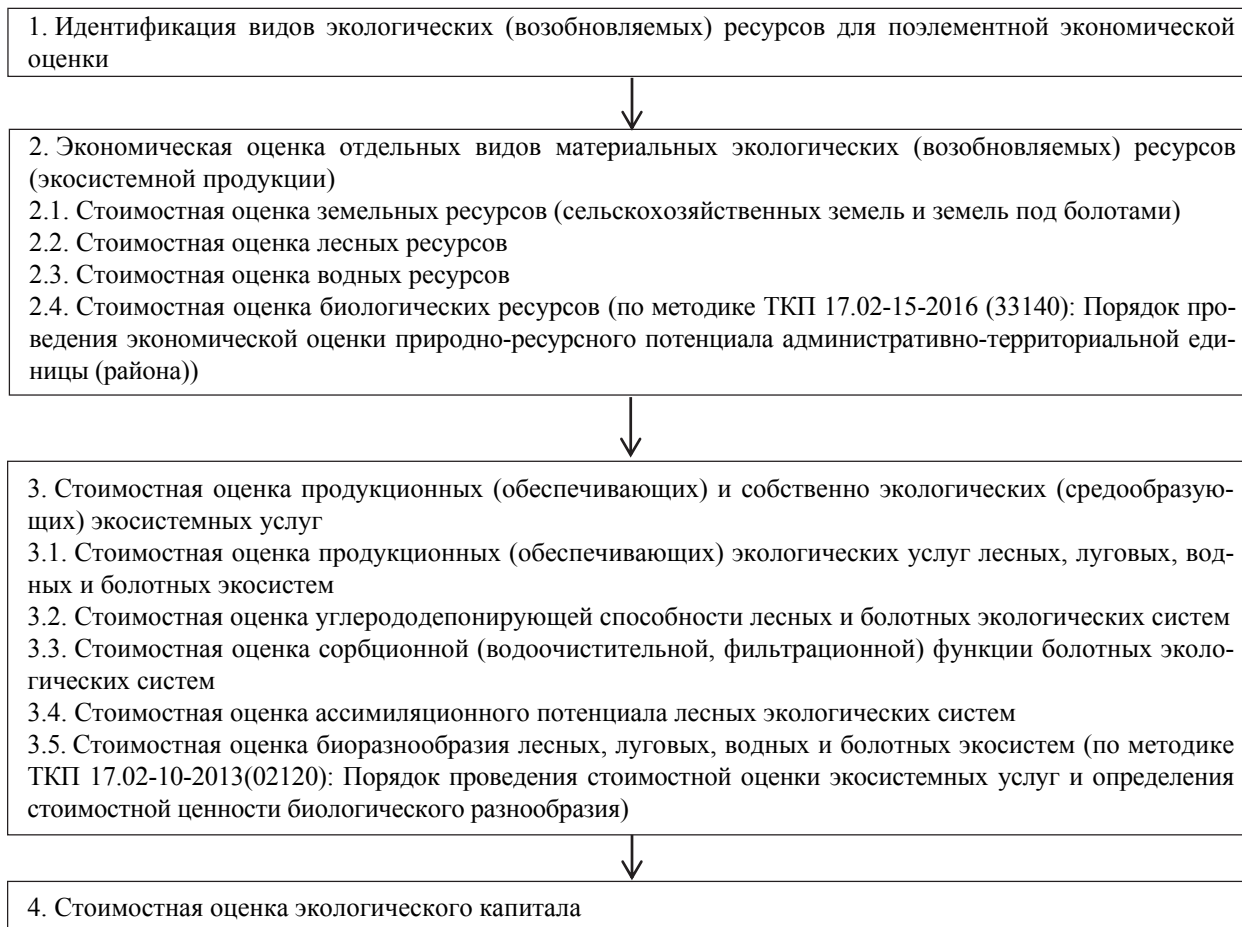 1. Идентификация видов экологических (возобновляемых) ресурсов для поэлементной экономической
оценки
2. Экономическая оценка отдельных видов материальных экологических (возобновляемых) ресурсов
(экосистемной продукции)
2.1. Стоимостная оценка земельных ресурсов (сельскохозяйственных земель и земель под болотами)
2.2. Стоимостная оценка лесных ресурсов
2.3. Стоимостная оценка водных ресурсов
2.4. Стоимостная оценка биологических ресурсов (по методике ТКП 17.02-15-2016 (33140): Порядок про-
ведения экономической оценки природно-ресурсного потенциала административно-территориальной еди-
ницы (района))
3. Стоимостная оценка продукционных (обеспечивающих) и собственно экологических (средообразую-
щих) экосистемных услуг
3.1. Стоимостная оценка продукционных (обеспечивающих) экологических услуг лесных, луговых, вод-
ных и болотных экосистем
3.2. Стоимостная оценка углерододепонирующей способности лесных и болотных экологических систем
3.3. Стоимостная оценка сорбционной (водоочистительной, фильтрационной) функции болотных эколо-
гических систем
3.4. Стоимостная оценка ассимиляционного потенциала лесных экологических систем
3.5. Стоимостная оценка биоразнообразия лесных, луговых, водных и болотных экосистем (по методике
ТКП 17.02-10-2013(02120): Порядок проведения стоимостной оценки экосистемных услуг и определения
стоимостной ценности биологического разнообразия)
4. Стоимостная оценка экологического капитала